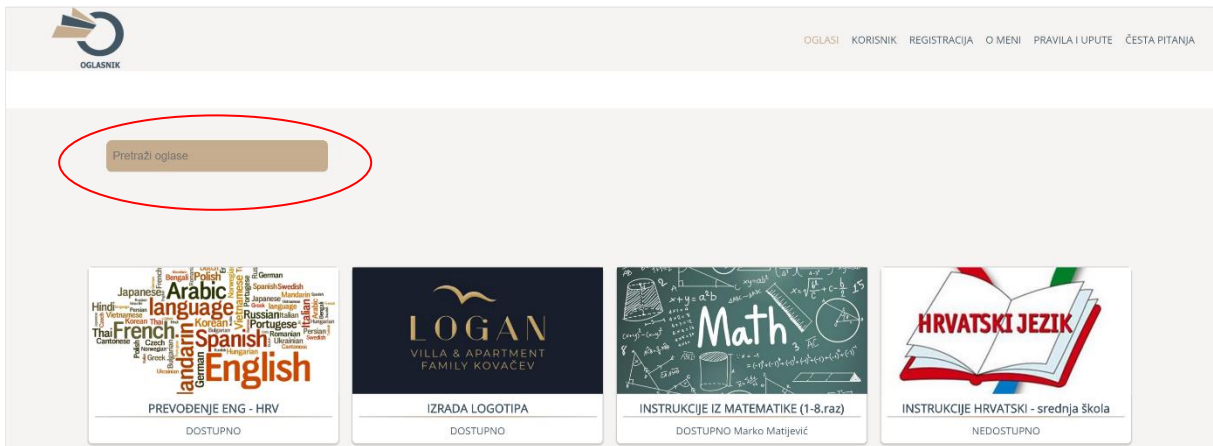 OGLASNIK
OGLASI KORISNIK REGISTRACIJA O MENI PRAVILA I UPUTE ČESTA PITANJA
Pretraži oglase
Japanese Arabic
language
French
Spanish
English
PREVOĐENJE ENG - HRV
DOSTUPNO
LOGAN
VILLA & APARTMENT
FAMILY KOVAČEV
IZRADA LOGOTIPA
DOSTUPNO
Math
INSTRUKCIJE IZ MATEMATIKE (1-8.raz)
DOSTUPNO Marko Matijević
HRVATSKI JEZIK
INSTRUKCIJE HRVATSKI - srednja škola
NEDOSTUPNO